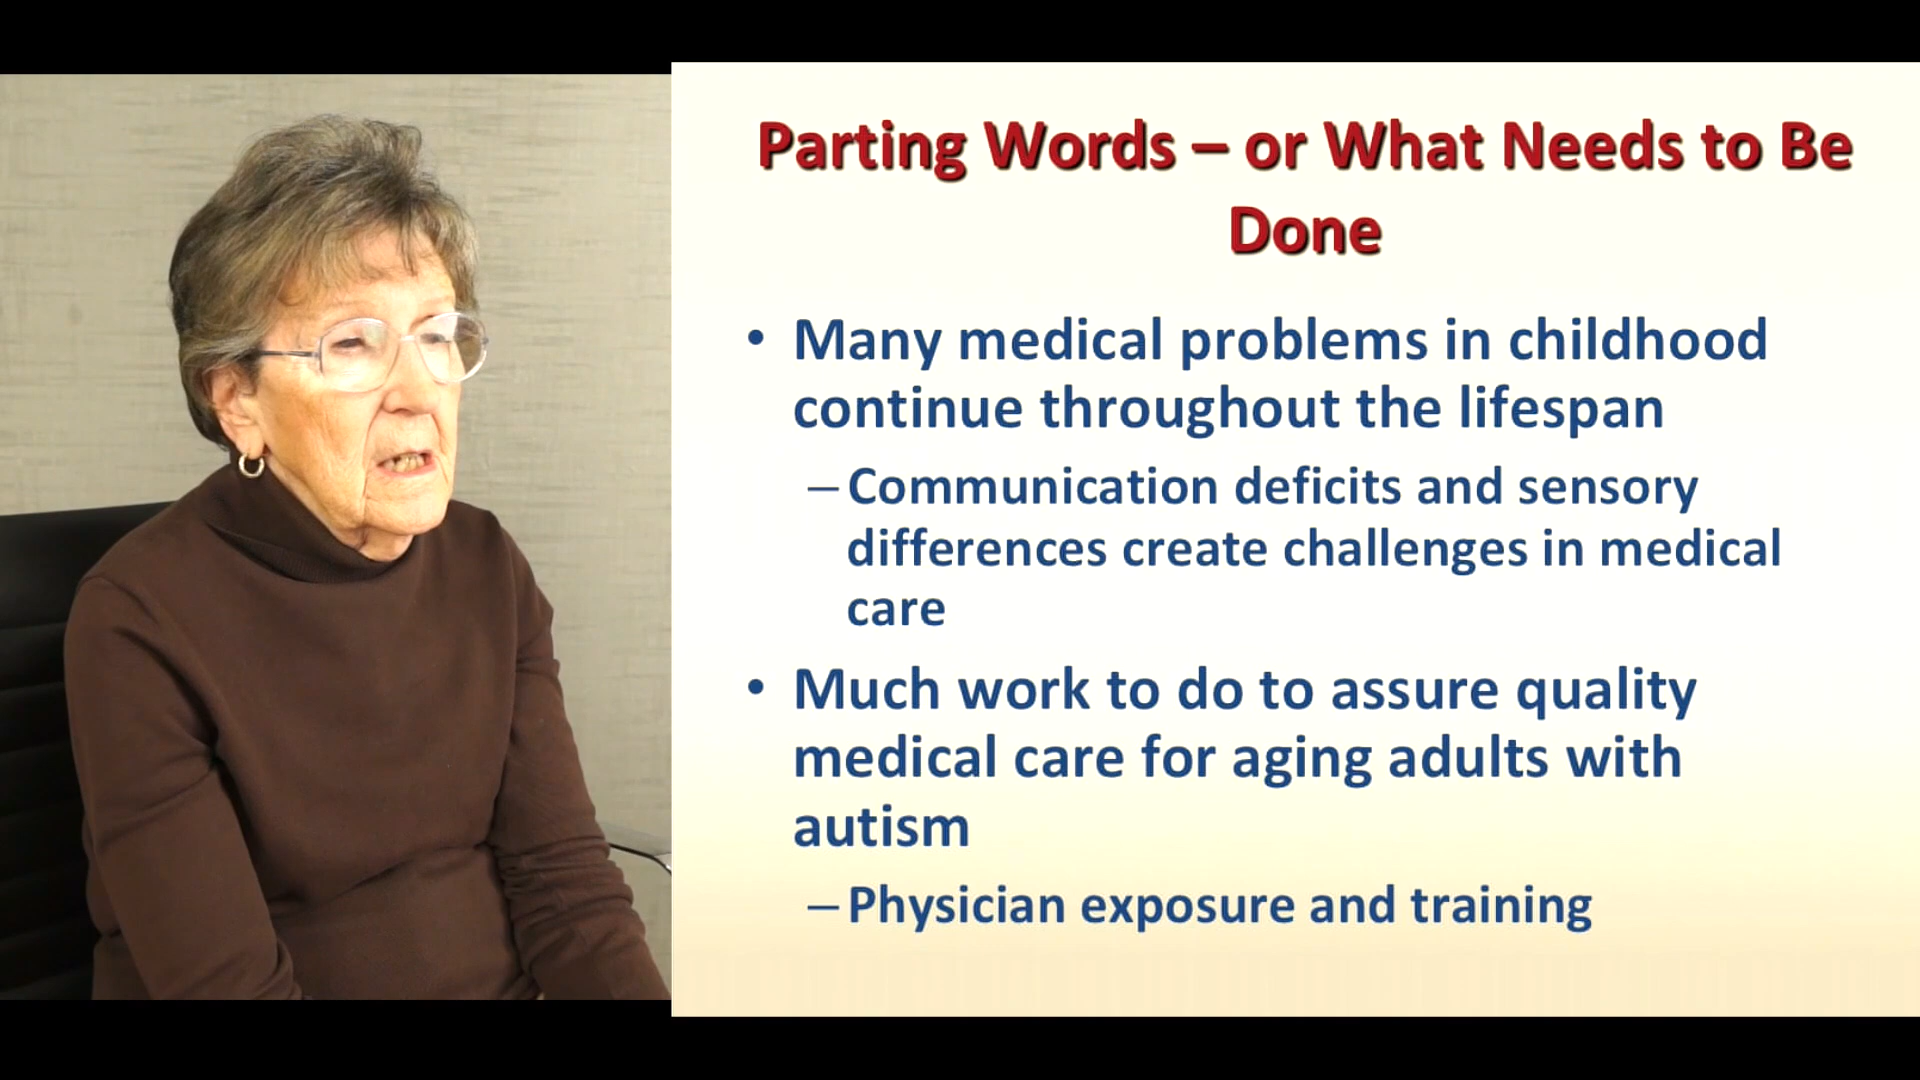 Parting Words – or What Needs to Be
Done
• Many medical problems in childhood
continue throughout the lifespan
– Communication deficits and sensory
differences create challenges in medical
care
• Much work to do to assure quality
medical care for aging adults with
autism
– Physician exposure and training